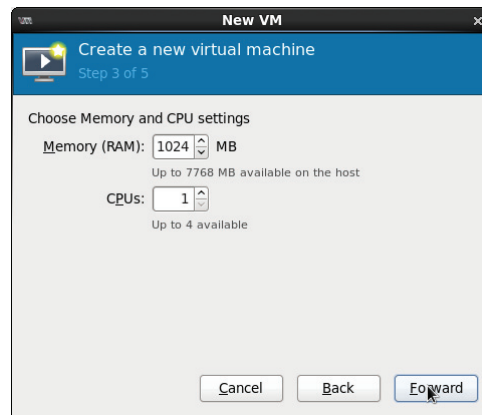 New VM
Create a new virtual machine
Step 3 of 5
Choose Memory and CPU settings
Memory (RAM): 1024 MB
Up to 7768 MB available on the host
CPUs: 1
Up to 4 available
Cancel Back Forward